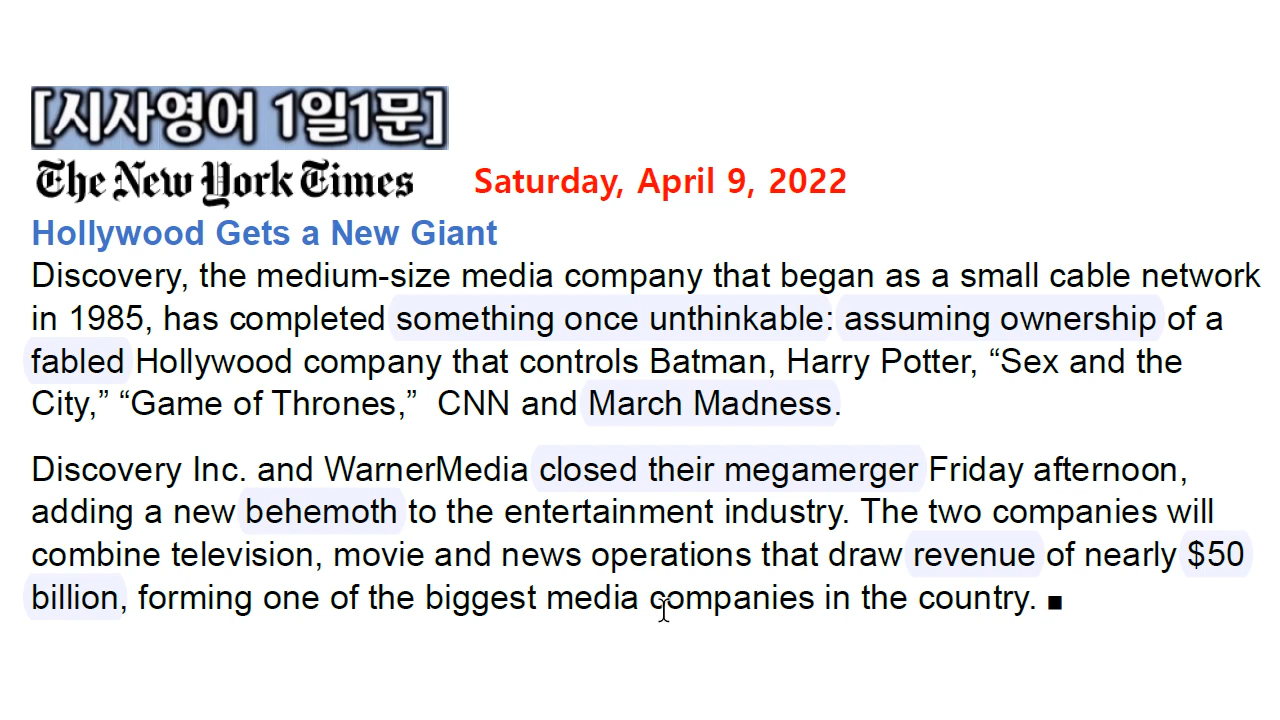 [시사영어 1일1문]
The New York Times Saturday, April 9, 2022
Hollywood Gets a New Giant
Discovery, the medium-size media company that began as a small cable network
in 1985, has completed something once unthinkable: assuming ownership of a
fabled Hollywood company that controls Batman, Harry Potter, “Sex and the
City,” “Game of Thrones,”  CNN and March Madness.
Discovery Inc. and WarnerMedia closed their megamerger Friday afternoon,
adding a new behemoth to the entertainment industry. The two companies will
combine television, movie and news operations that draw revenue of nearly $50
billion, forming one of the biggest media companies in the country. ■